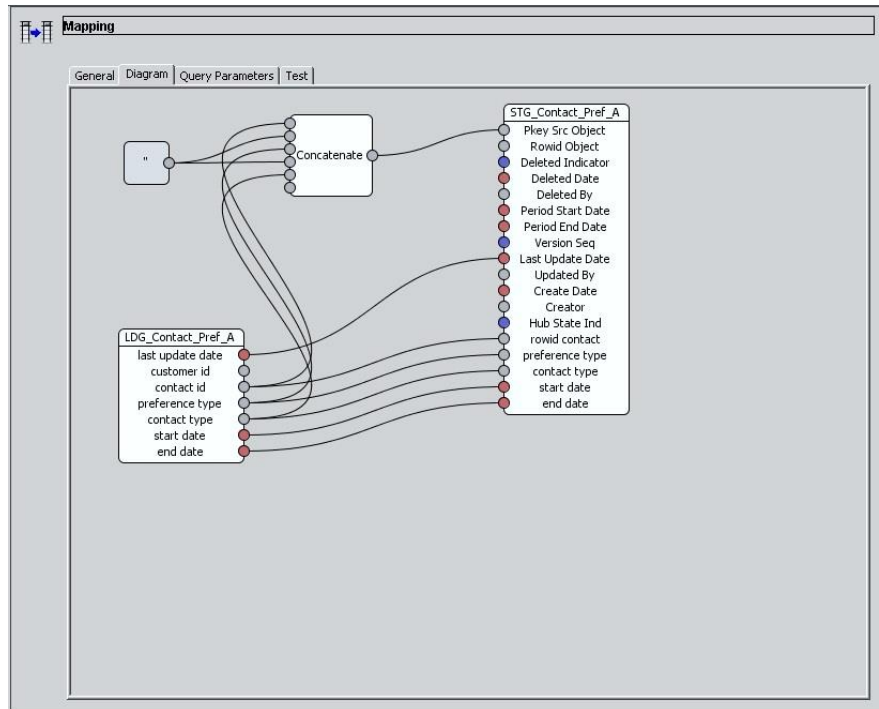 Mapping
General Diagram Query Parameters Test
"
Concatenate
STG_Contact_Pref_A
Pkey Src Object
Rowid Object
Deleted Indicator
Deleted Date
Deleted By
Period Start Date
Period End Date
Version Seq
Last Update Date
Updated By
Create Date
Creator
Hub State Ind
rowid contact
preference type
contact type
start date
end date
LDG_Contact_Pref_A
last update date
customer id
contact id
preference type
contact type
start date
end date